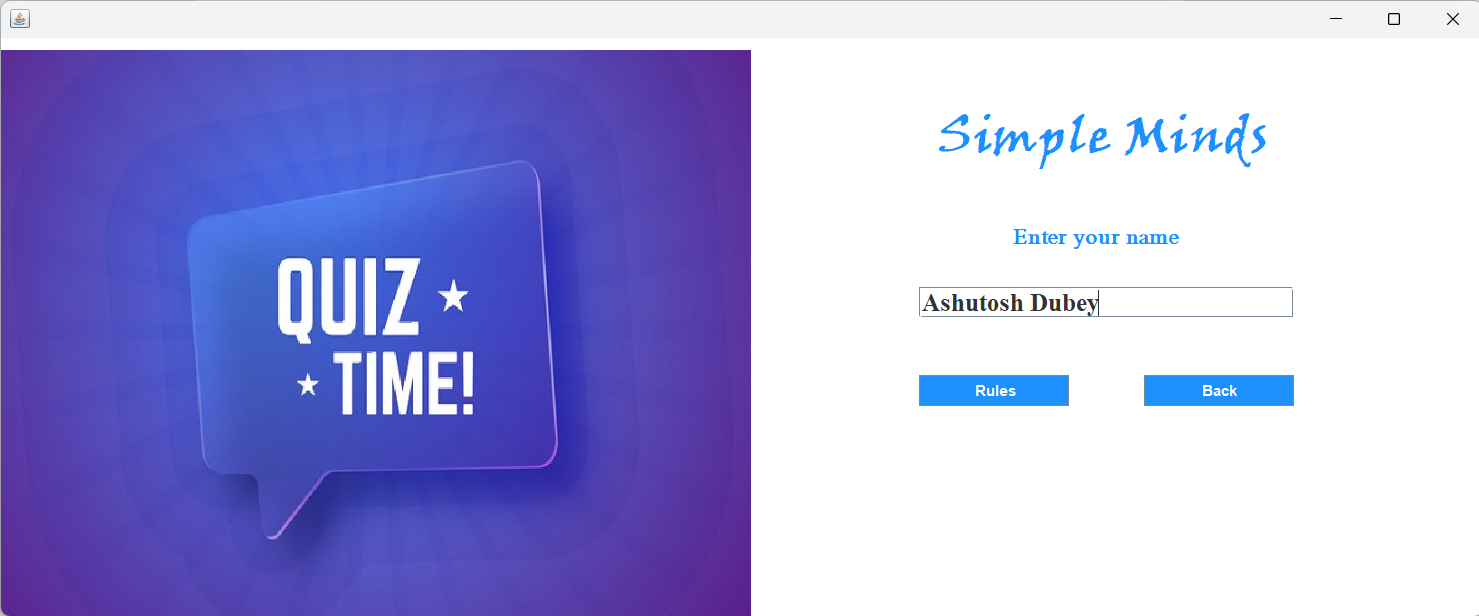 QUIZ
TIME!
Simple Minds
Enter your name
Ashutosh Dubey
Rules
Back